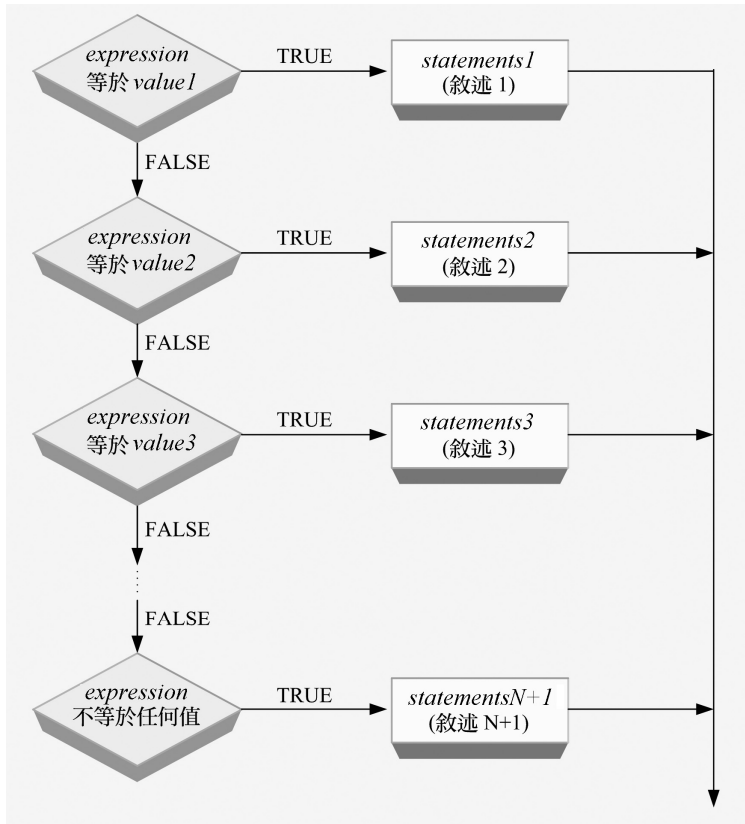 expression
等於 value1
TRUE
statements1
(敘述 1)
FALSE
expression
等於 value2
TRUE
statements2
(敘述 2)
FALSE
expression
等於 value3
TRUE
statements3
(敘述 3)
FALSE
FALSE
expression
不等於任何值
TRUE
statementsN+1
(敘述 N+1)